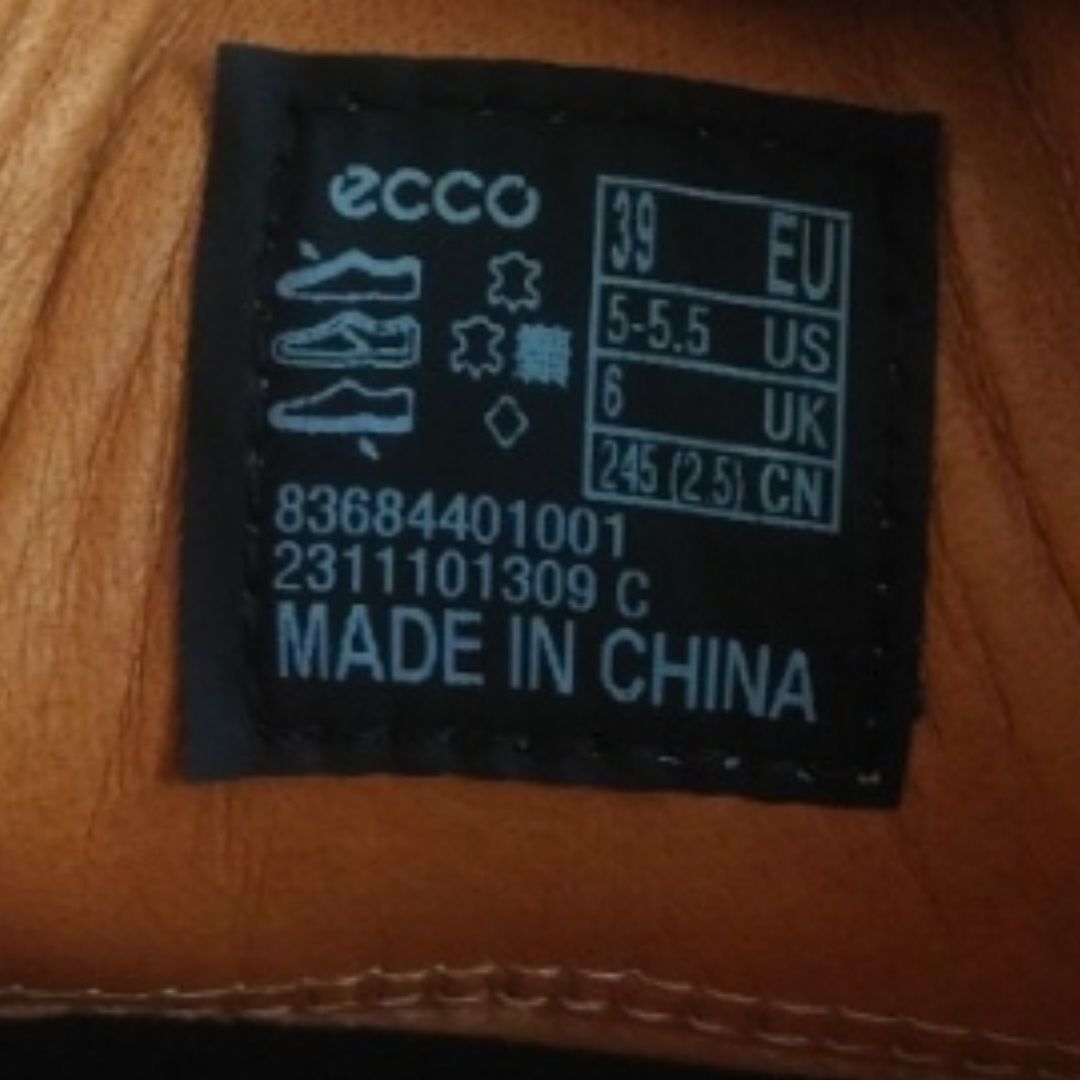 ecco
39 EU
5-5.5 US
6 UK
245 (2.5) CN
83684401001
2311101309 C
MADE IN CHINA